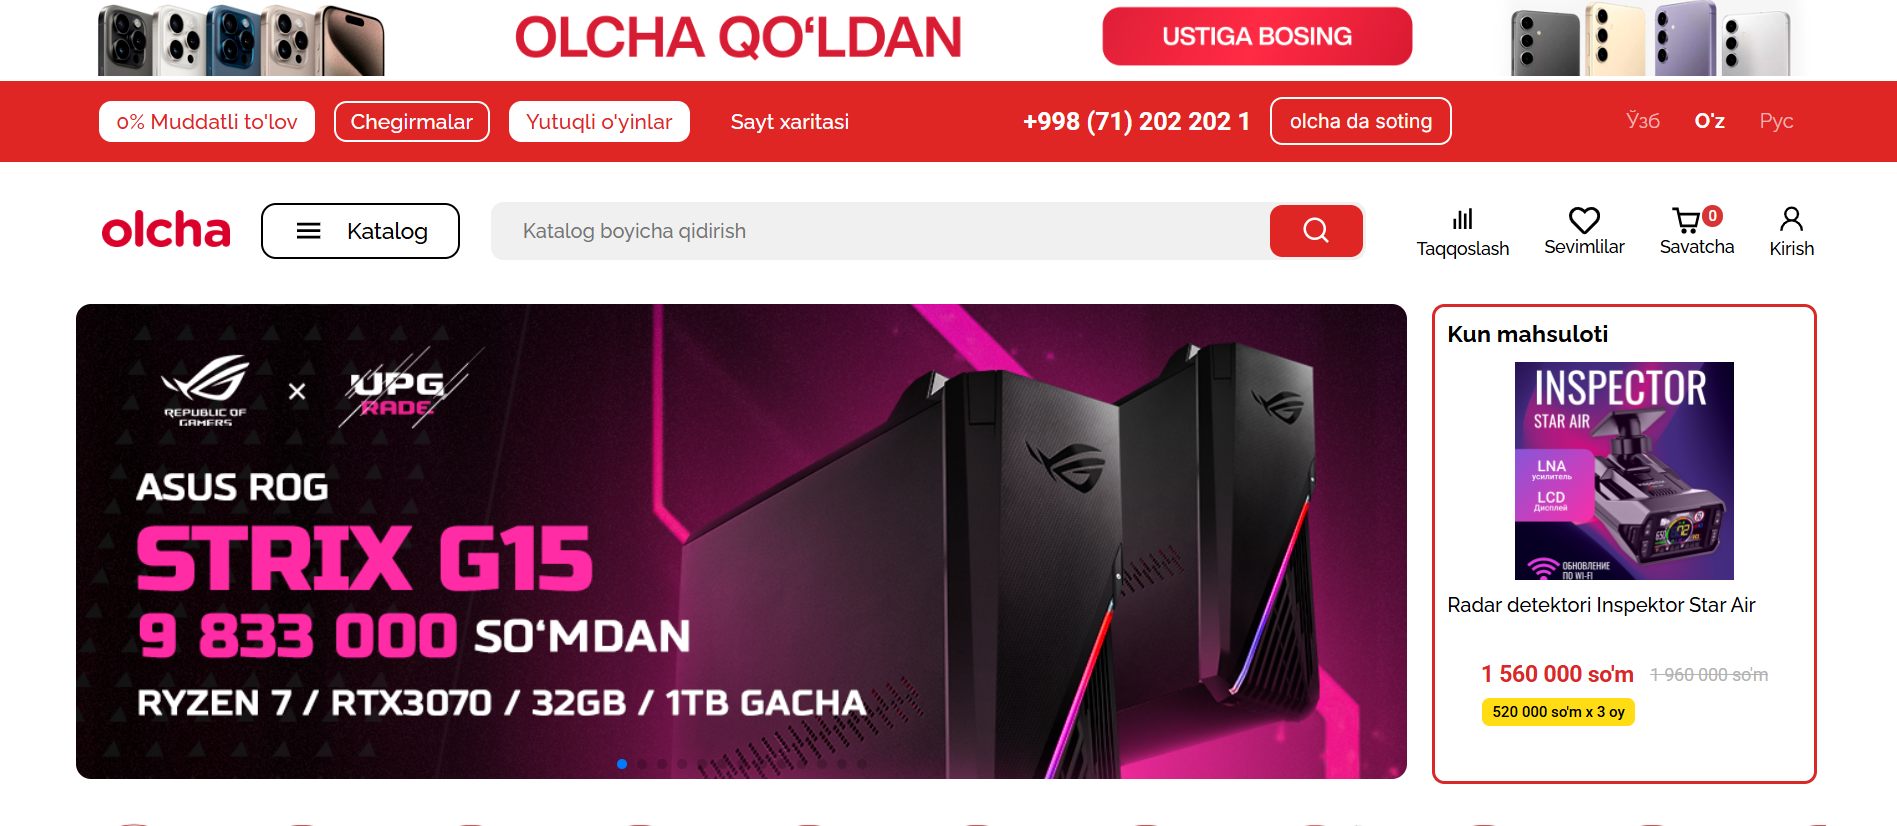 OLCHA QO‘LDAN
USTIGA BOSING
0% Muddatli to'lov
Chegirmalar
Yutuqli o'yinlar
Sayt xaritasi
+998 (71) 202 202 1
olcha da soting
Ўзб
O'z
Рус
olcha
Katalog
Katalog boyicha qidirish
Taqqoslash
Sevimlilar
0
Savatcha
Kirish
REPUBLIC OF
GAMERS
×
UPG
RADE
ASUS ROG
STRIX G15
9 833 000 SO‘MDAN
RYZEN 7 / RTX3070 / 32GB / 1TB GACHA
Kun mahsuloti
INSPECTOR
STAR AIR
LNA
усилитель
LCD
Дисплей
ОБНОВЛЕНИЕ
ПО WI-FI
Radar detektori Inspektor Star Air
1 560 000 so'm
1 960 000 so'm
520 000 so'm x 3 oy